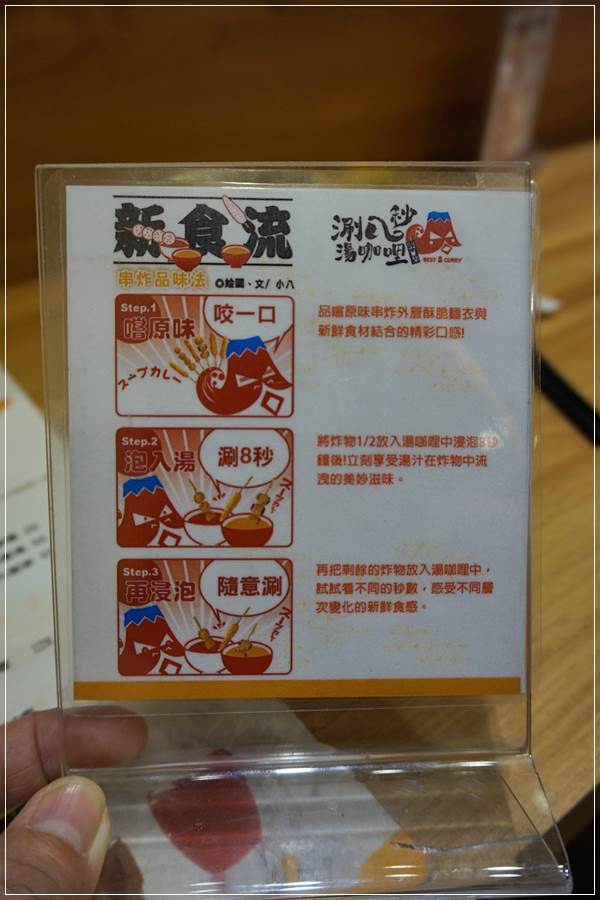 新食流
串炸品味法
◎繪圖、文/ 小八
涮八秒
湯咖哩
BEST 8 CURRY
Step.1
嚐原味
咬一口
スープカレー
品嚐原味串炸外層酥脆麵衣與
新鮮食材結合的精彩口感!
Step.2
泡入湯
涮8秒
將炸物1/2放入湯咖哩中浸泡8秒
鐘後!立刻享受湯汁在炸物中流
洩的美妙滋味。
Step.3
再浸泡
隨意涮
再把剩餘的炸物放入湯咖哩中，
試試看不同的秒數，感受不同層
次變化的新鮮食感。